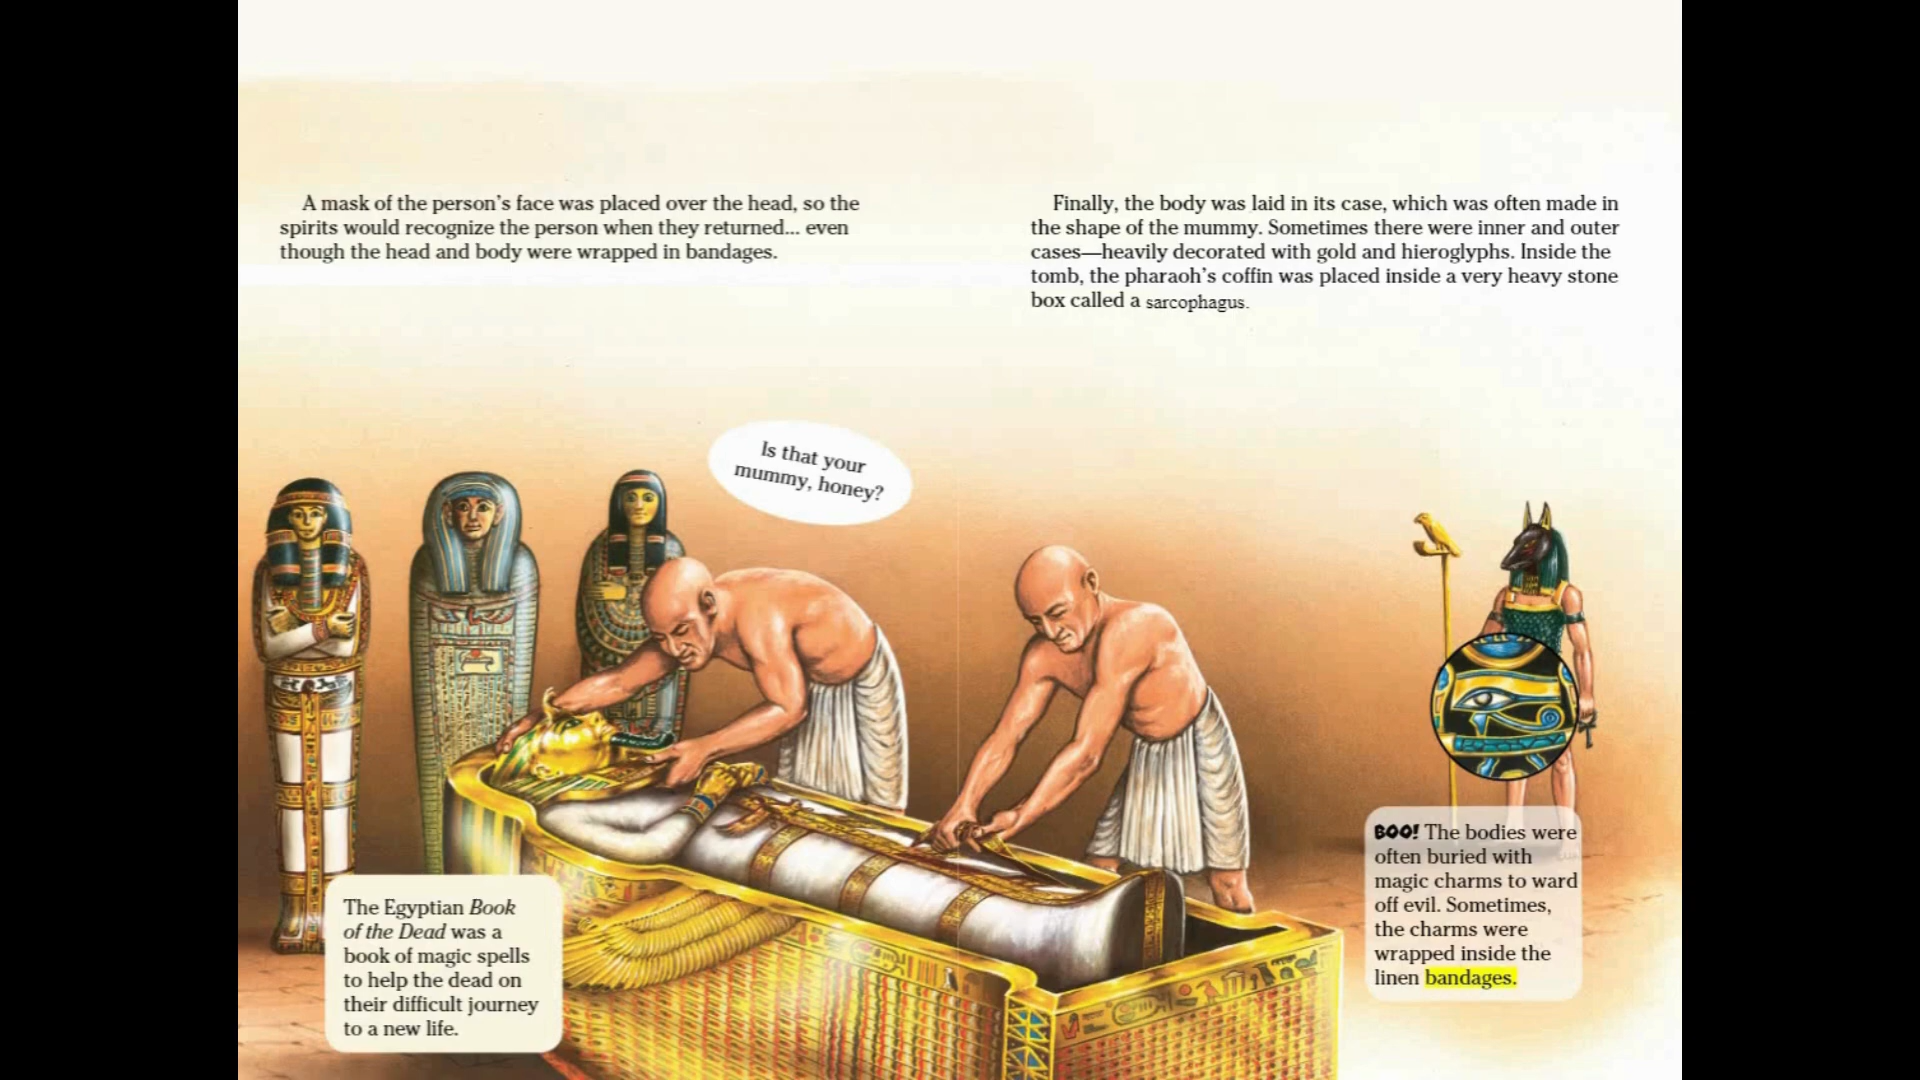 A mask of the person's face was placed over the head, so the
spirits would recognize the person when they returned... even
though the head and body were wrapped in bandages.
Finally, the body was laid in its case, which was often made in
the shape of the mummy. Sometimes there were inner and outer
cases—heavily decorated with gold and hieroglyphs. Inside the
tomb, the pharaoh's coffin was placed inside a very heavy stone
box called a sarcophagus.
Is that your
mummy, honey?
The Egyptian Book
of the Dead was a
book of magic spells
to help the dead on
their difficult journey
to a new life.
BOO! The bodies were
often buried with
magic charms to ward
off evil. Sometimes,
the charms were
wrapped inside the
linen bandages.